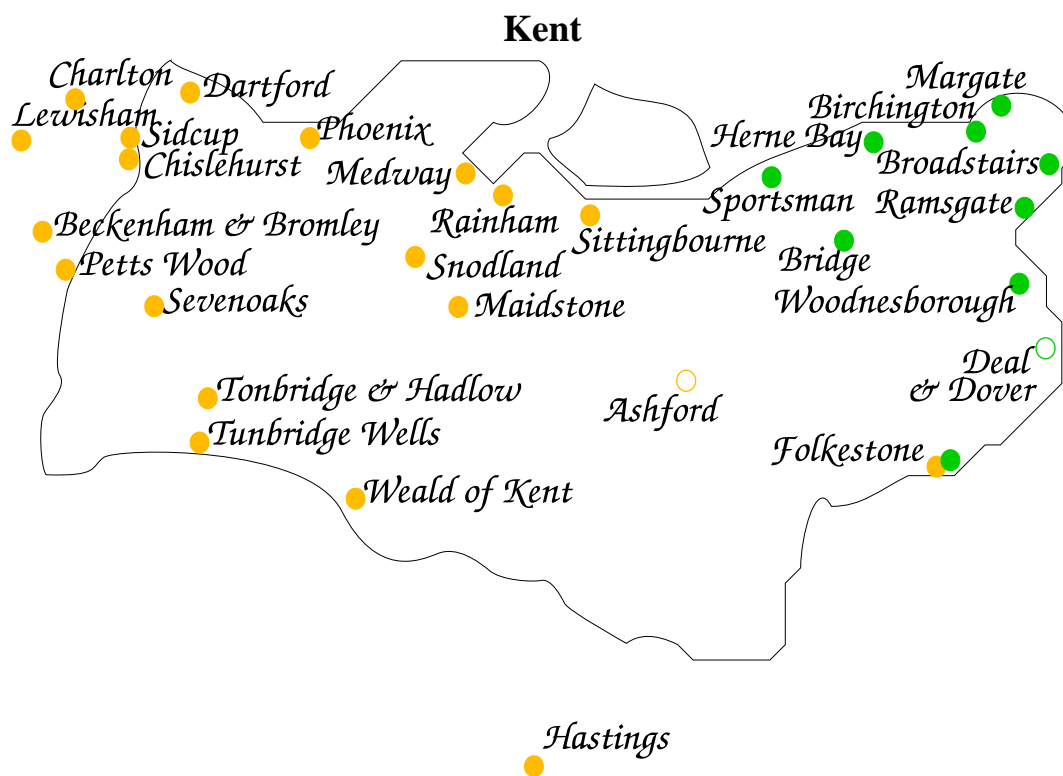 Kent
Charlton
Dartford
Margate
Lewisham
Birchington
Sidcup
Phoenix
Herne Bay
Chislehurst
Medway
Broadstairs
Rainham
Sportsman
Ramsgate
Beckenham & Bromley
Sittingbourne
Petts Wood
Snodland
Bridge
Sevenoaks
Maidstone
Woodnesborough
Deal
& Dover
Tonbridge & Hadlow
Ashford
Tunbridge Wells
Folkestone
Weald of Kent
Hastings